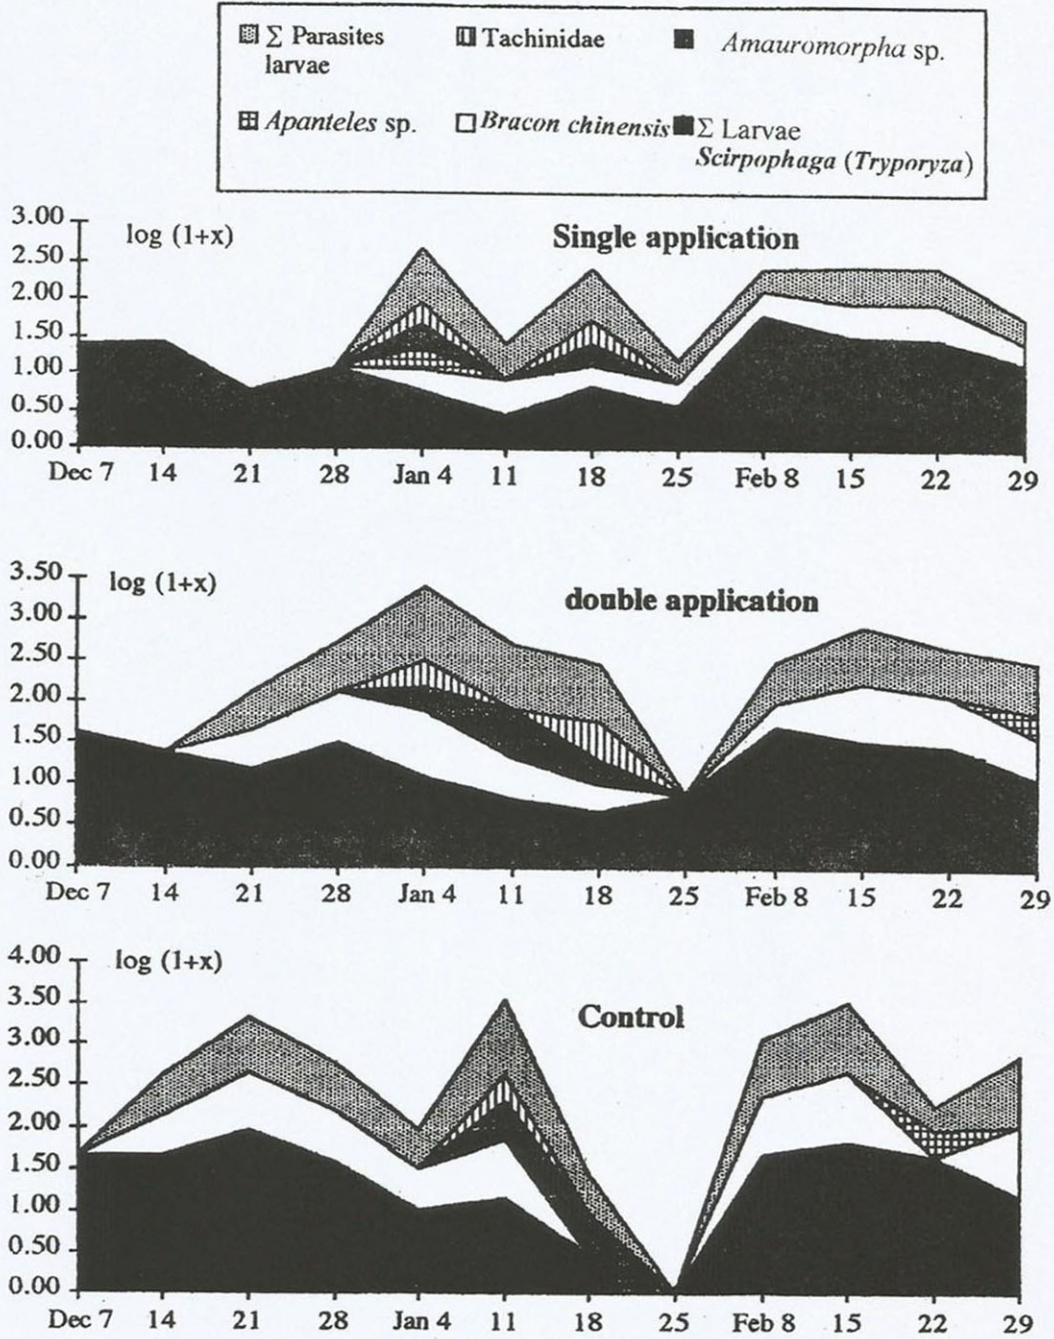 Σ Parasites larvae
Tachinidae
Amauromorpha sp.
Apanteles sp.
Bracon chinensis
Σ Larvae
Scirpophaga (Tryporyza)
3.00
log (1+x)
Single application
2.50
2.00
1.50
1.00
0.50
0.00
Dec 7 14 21 28 Jan 4 11 18 25 Feb 8 15 22 29
3.50
log (1+x)
double application
3.00
2.50
2.00
1.50
1.00
0.50
0.00
Dec 7 14 21 28 Jan 4 11 18 25 Feb 8 15 22 29
4.00
log (1+x)
3.50
Control
3.00
2.50
2.00
1.50
1.00
0.50
0.00
Dec 7 14 21 28 Jan 4 11 18 25 Feb 8 15 22 29